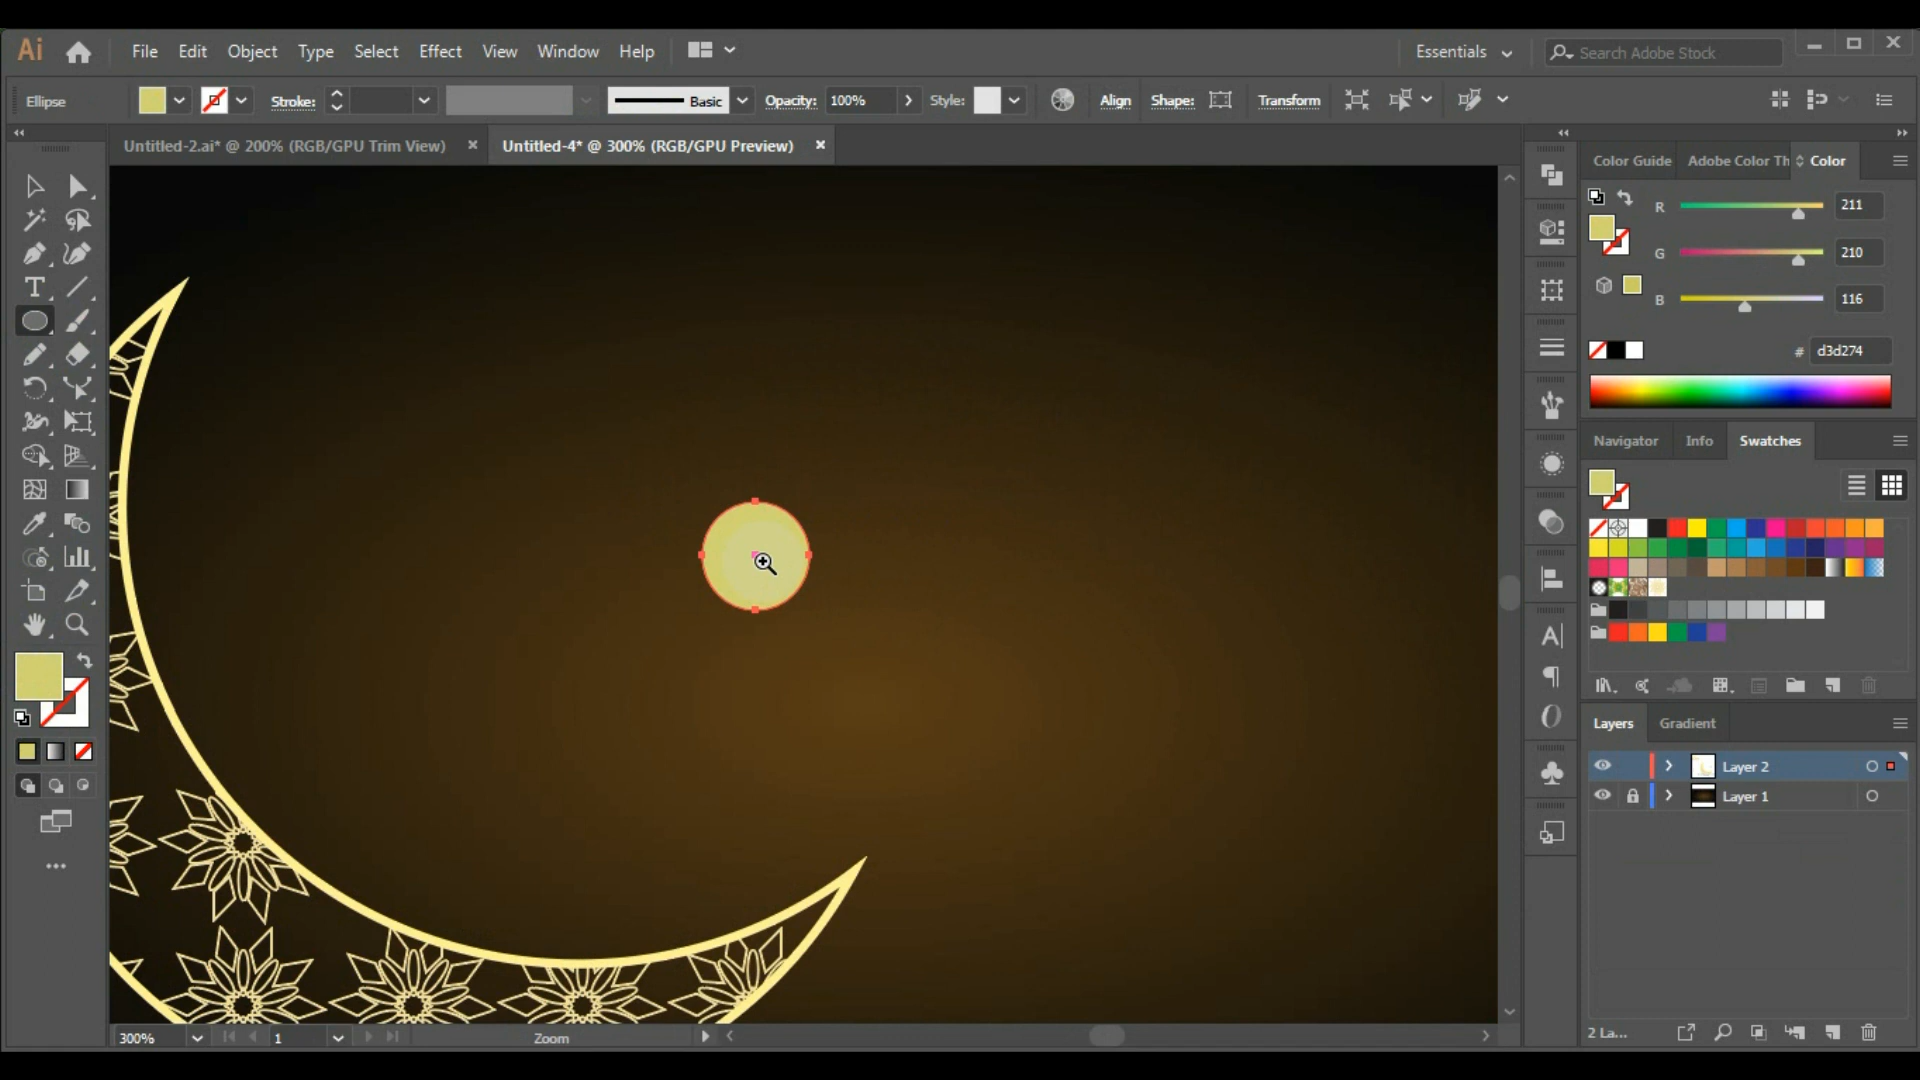 Ai File Edit Object Type Select Effect View Window Help Essentials Search Adobe Stock
Ellipse Stroke: Basic Opacity: 100% Style: Align Shape: Transform
Untitled-2.ai* @ 200% (RGB/GPU Trim View) Untitled-4* @ 300% (RGB/GPU Preview)
Color Guide Adobe Color Th Color
R 211
G 210
B 116
# d3d274
Navigator Info Swatches
Layers Gradient
Layer 2
Layer 1
2 La...
300% 1 Zoom